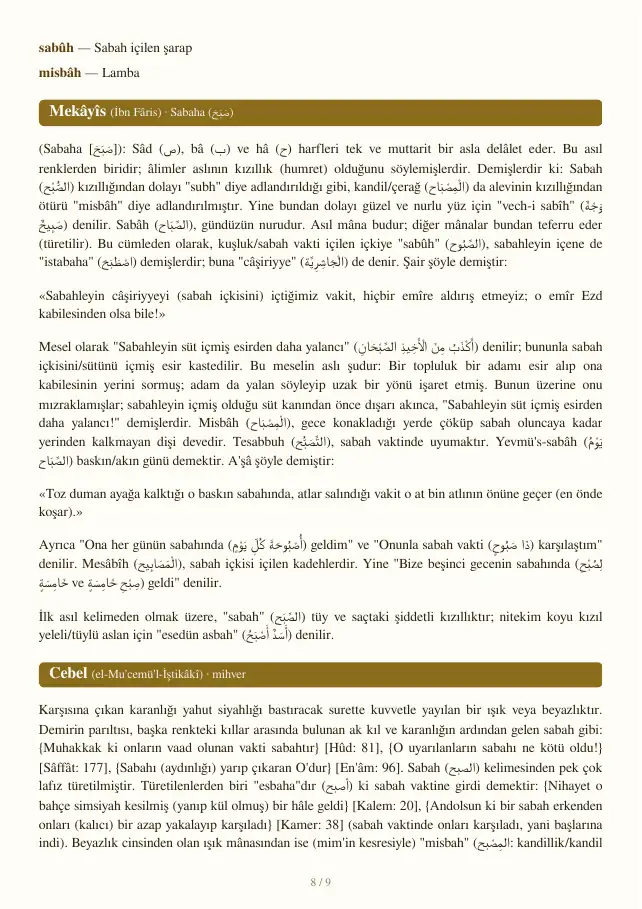 sabûh — Sabah içilen şarap
misbâh — Lamba
Mekâyîs (İbn Fâris) · Sabaha (صَبَحَ)
(Sabaha [صَبَحَ]): Sâd (ص), bâ (ب) ve hâ (ح) harfleri tek ve muttarit bir asla delâlet eder. Bu asıl
renklerden biridir; âlimler aslının kızıllık (humret) olduğunu söylemişlerdir. Demişlerdir ki: Sabah
(الصُّبْح) kızıllığından dolayı "subh" diye adlandırıldığı gibi, kandil/çerağ (الْمِصْبَاح) da alevinin kızıllığından
ötürü "misbâh" diye adlandırılmıştır. Yine bundan dolayı güzel ve nurlu yüz için "vech-i sabîh" (وَجْهٌ
صَبِيحٌ) denilir. Sabâh (الصَّبَاح), gündüzün nurudur. Asıl mâna budur; diğer mânalar bundan teferru eder
(türetilir). Bu cümleden olarak, kuşluk/sabah vakti içilen içkiye "sabûh" (الصَّبُوح), sabahleyin içene de
"istabaha" (اصْطَبَحَ) demişlerdir; buna "câşiriyye" (الْجَاشِرِيَّة) de denir. Şair şöyle demiştir:
«Sabahleyin câşiriyyeyi (sabah içkisini) içtiğimiz vakit, hiçbir emîre aldırış etmeyiz; o emîr Ezd
kabilesinden olsa bile!»
Mesel olarak "Sabahleyin süt içmiş esirden daha yalancı" (أَكْذَبُ مِنَ الْأَخِيذِ الصَّبْحَانِ) denilir; bununla sabah
içkisini/sütünü içmiş esir kastedilir. Bu meselin aslı şudur: Bir topluluk bir adamı esir alıp ona
kabilesinin yerini sormuş; adam da yalan söyleyip uzak bir yönü işaret etmiş. Bunun üzerine onu
mızraklamışlar; sabahleyin içmiş olduğu süt kanından önce dışarı akınca, "Sabahleyin süt içmiş esirden
daha yalancı!" demişlerdir. Misbâh (الْمِصْبَاح), gece konakladığı yerde çöküp sabah oluncaya kadar
yerinden kalkmayan dişi devedir. Tesabbuh (التَّصَبُّح), sabah vaktinde uyumaktır. Yevmü's-sabâh (يَوْمُ
الصَّبَاح) baskın/akın günü demektir. A'şâ şöyle demiştir:
«Toz duman ayağa kalktığı o baskın sabahında, atlar salındığı vakit o at bin atlının önüne geçer (en önde
koşar).»
Ayrıca "Ona her günün sabahında (أُصْبُوحَةَ كُلِّ يَوْمٍ) geldim" ve "Onunla sabah vakti (ذَا صَبُوحٍ) karşılaştım"
denilir. Mesâbîh (الْمَصَابِيح), sabah içkisi içilen kadehlerdir. Yine "Bize beşinci gecenin sabahında (لِصُبْحِ
خَامِسَةٍ ve صِبْحِ خَامِسَةٍ) geldi" denilir.
İlk asıl kelimeden olmak üzere, "sabah" (الصَّبَح) tüy ve saçtaki şiddetli kızıllıktır; nitekim koyu kızıl
yeleli/tüylü aslan için "esedün asbah" (أَسَدٌ أَصْبَحُ) denilir.
Cebel (el-Mu'cemü'l-İştikâkî) · mihver
Karşısına çıkan karanlığı yahut siyahlığı bastıracak surette kuvvetle yayılan bir ışık veya beyazlıktır.
Demirin parıltısı, başka renkteki kıllar arasında bulunan ak kıl ve karanlığın ardından gelen sabah gibi:
{Muhakkak ki onların vaad olunan vakti sabahtır} [Hûd: 81], {O uyarılanların sabahı ne kötü oldu!}
[Sâffât: 177], {Sabahı (aydınlığı) yarıp çıkaran O'dur} [En'âm: 96]. Sabah (الصبح) kelimesinden pek çok
lafız türetilmiştir. Türetilenlerden biri "esbaha"dır (أصبح) ki sabah vaktine girdi demektir: {Nihayet o
bahçe simsiyah kesilmiş (yanıp kül olmuş) bir hâle geldi} [Kalem: 20], {Andolsun ki bir sabah erkenden
onları (kalıcı) bir azap yakalayıp karşıladı} [Kamer: 38] (sabah vaktinde onları karşıladı, yani başlarına
indi). Beyazlık cinsinden olan ışık mânasından ise (mim'in kesresiyle) "misbah" (المِصْبح: kandillik/kandil
8 / 9